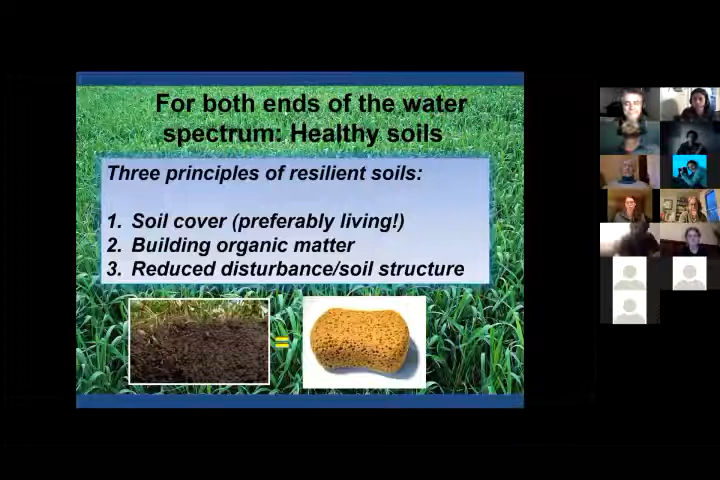 For both ends of the water
spectrum: Healthy soils
Three principles of resilient soils:
1. Soil cover (preferably living!)
2. Building organic matter
3. Reduced disturbance/soil structure
=